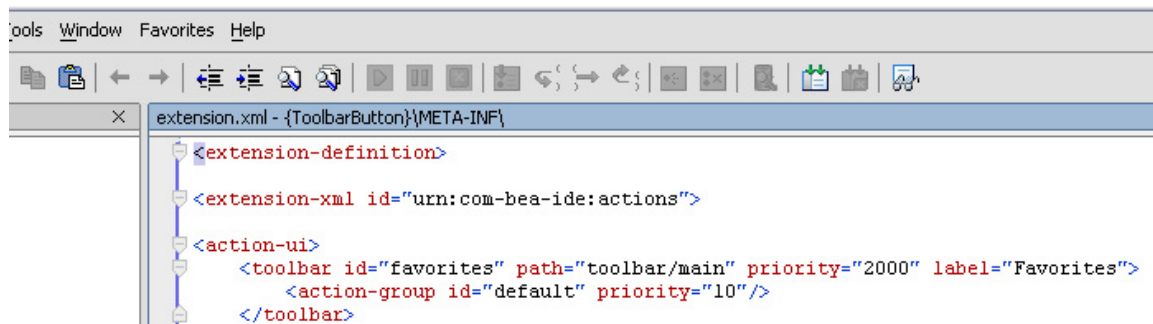 ools Window Favorites Help
extension.xml - {ToolbarButton}\META-INF\
<extension-definition>
<extension-xml id="urn:com-bea-ide:actions">
<action-ui>
<toolbar id="favorites" path="toolbar/main" priority="2000" label="Favorites">
<action-group id="default" priority="10"/>
</toolbar>